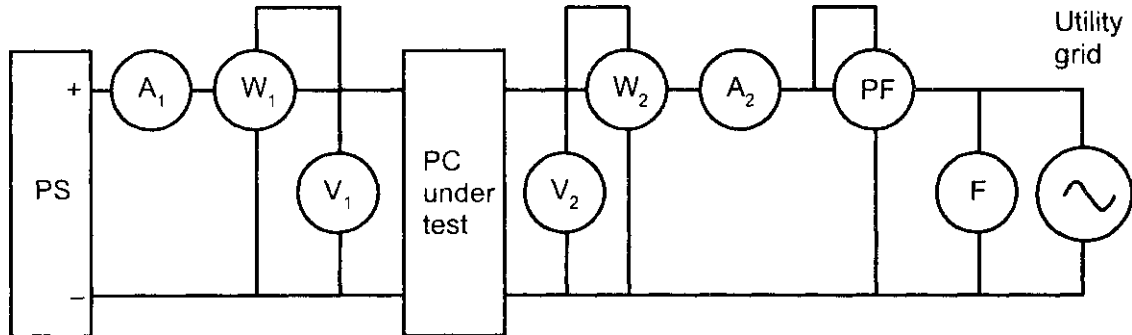 Utility
grid
+
A₁
W₁
W₂
A₂
PF
PS
V₁
PC
under
test
V₂
F
–